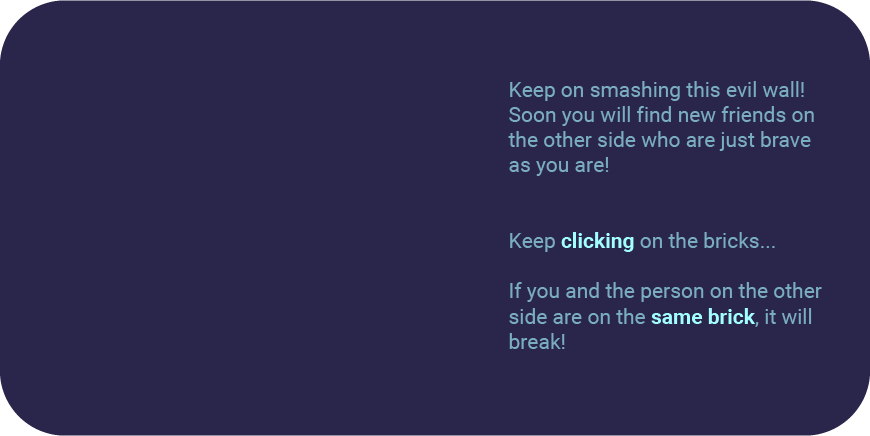 Keep on smashing this evil wall!
Soon you will find new friends on
the other side who are just brave
as you are!
Keep clicking on the bricks...
If you and the person on the other
side are on the same brick, it will
break!